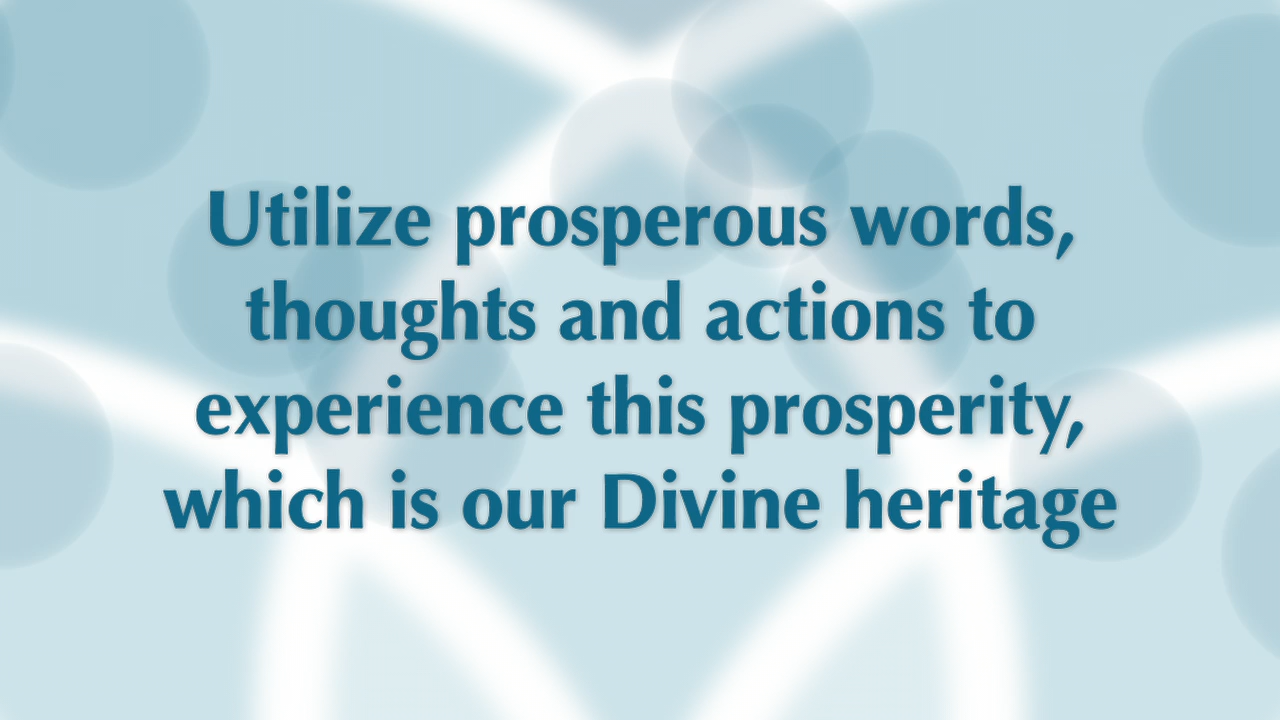 Utilize prosperous words,
thoughts and actions to
experience this prosperity,
which is our Divine heritage